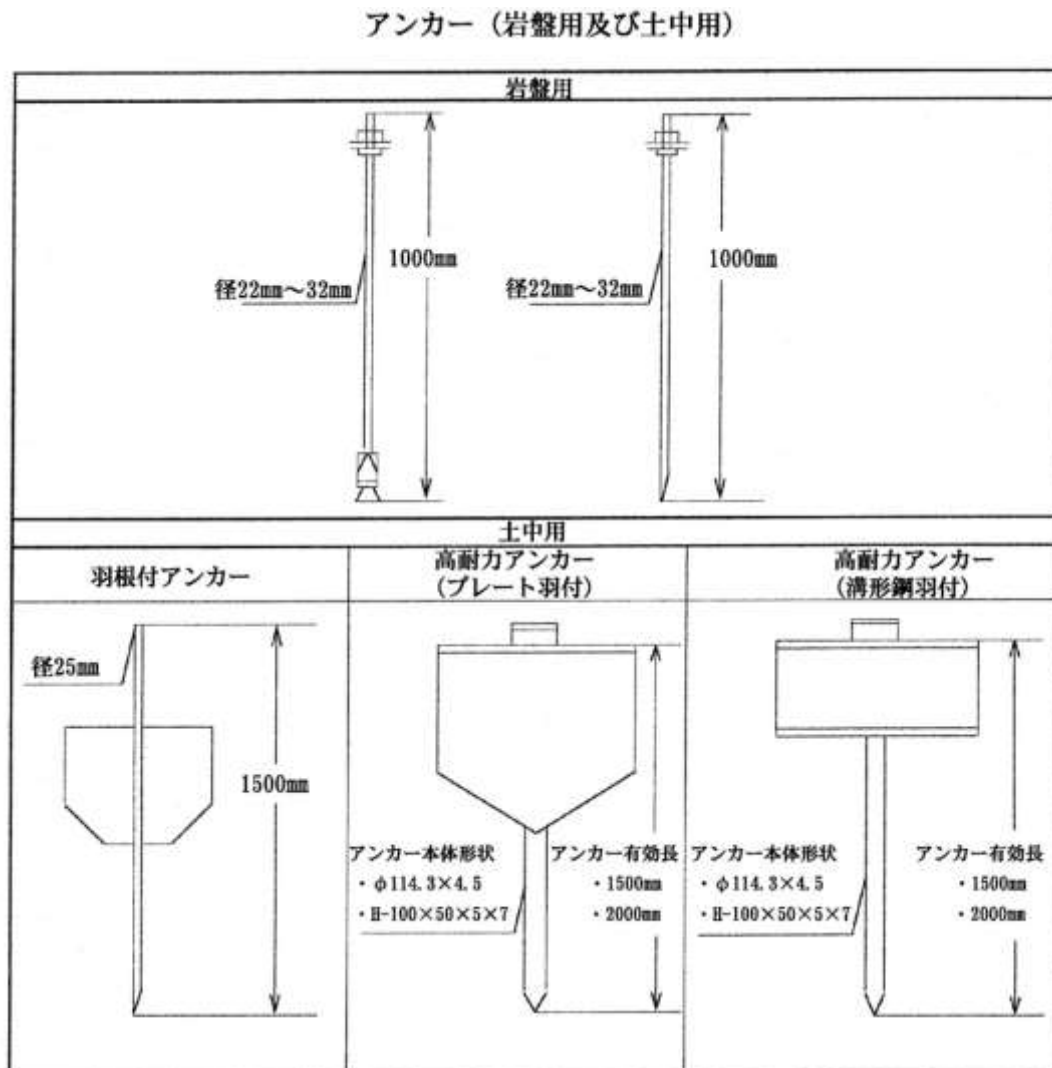 アンカー（岩盤用及び土中用）
岩盤用
1000mm
径22mm～32mm
1000mm
径22mm～32mm
土中用
羽根付アンカー
高耐力アンカー
(プレート羽付)
高耐力アンカー
(溝形鋼羽付)
径25mm
1500mm
アンカー本体形状
・φ114.3×4.5
・H-100×50×5×7
アンカー有効長
・1500mm
・2000mm
アンカー本体形状
・φ114.3×4.5
・H-100×50×5×7
アンカー有効長
・1500mm
・2000mm